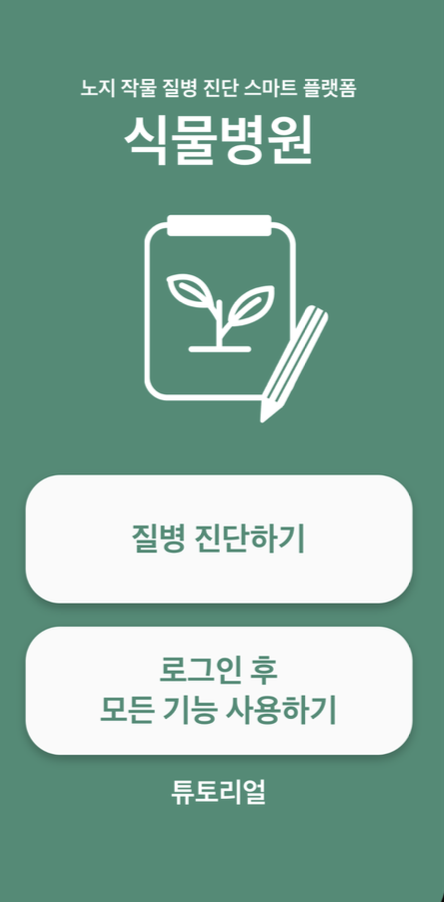 노지 작물 질병 진단 스마트 플랫폼
식물병원
질병 진단하기
로그인 후
모든 기능 사용하기
튜토리얼